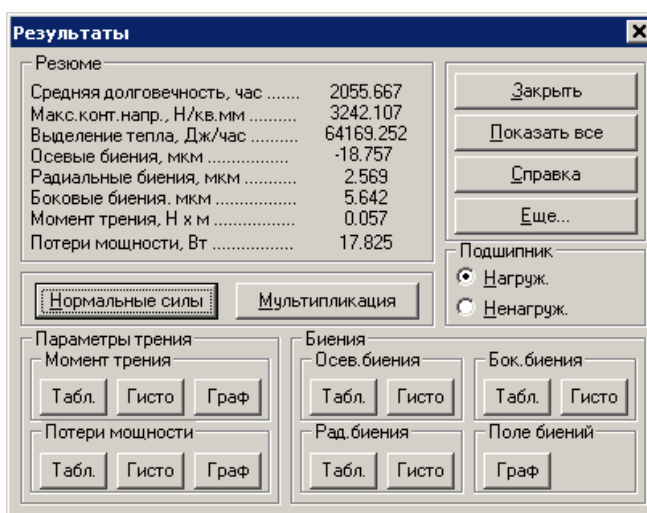 Результаты
Резюме
Средняя долговечность, час ....... 2055.667
Макс.конт.напр., Н/кв.мм .......... 3242.107
Выделение тепла, Дж/час ......... 64169.252
Осевые биения, мкм ................. -18.757
Радиальные биения, мкм .......... 2.569
Боковые биения. мкм ............... 5.642
Момент трения, Н х м ................ 0.057
Потери мощности, Вт ................. 17.825
Закрыть
Показать все
Справка
Еще...
Подшипник
Нагруж.
Ненагруж.
Нормальные силы
Мультипликация
Параметры трения
Момент трения
Табл. Гисто Граф
Потери мощности
Табл. Гисто Граф
Биения
Осев.биения
Табл. Гисто
Бок.биения
Табл. Гисто
Рад.биения
Табл. Гисто
Поле биений
Граф